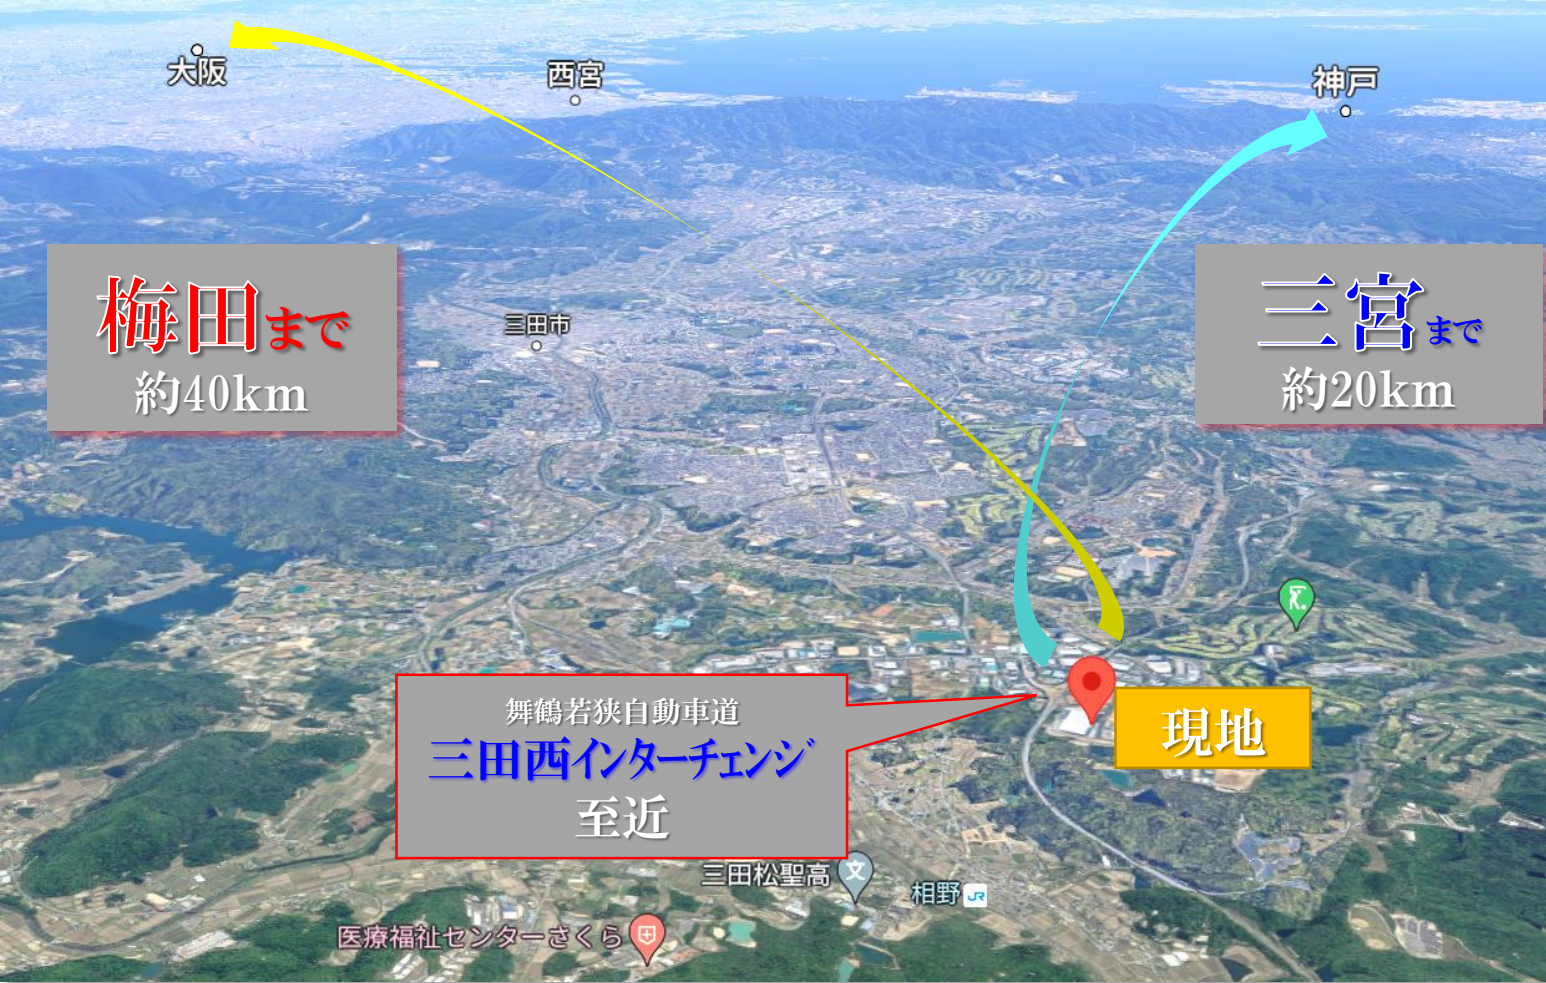 大阪
西宮
神戸
梅田まで
約40km
三宮まで
約20km
三田市
舞鶴若狭自動車道
三田西インターチェンジ
至近
現地
三田松聖高
文
相野
JR
医療福祉センターさくら